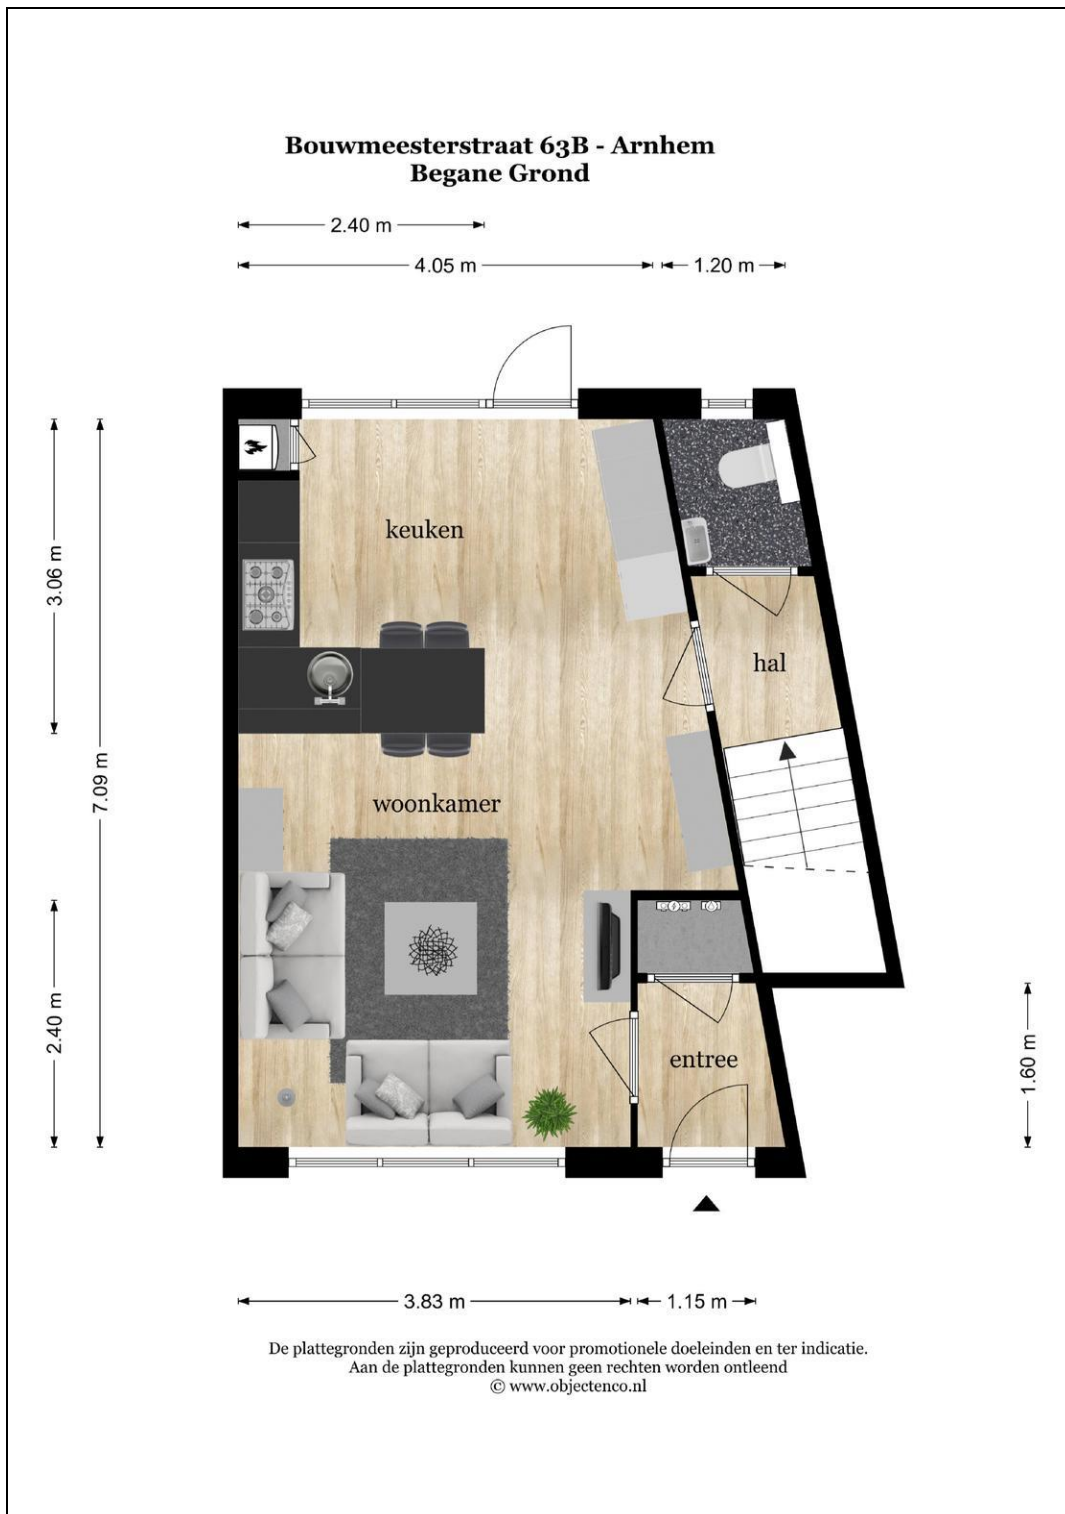 Bouwmeesterstraat 63B - Arnhem
Begane Grond
2.40 m
4.05 m
1.20 m
keuken
3.06 m
hal
7.09 m
woonkamer
2.40 m
entree
1.60 m
3.83 m
1.15 m
De plattegronden zijn geproduceerd voor promotionele doeleinden en ter indicatie.
Aan de plattegronden kunnen geen rechten worden ontleend
© www.objectenco.nl